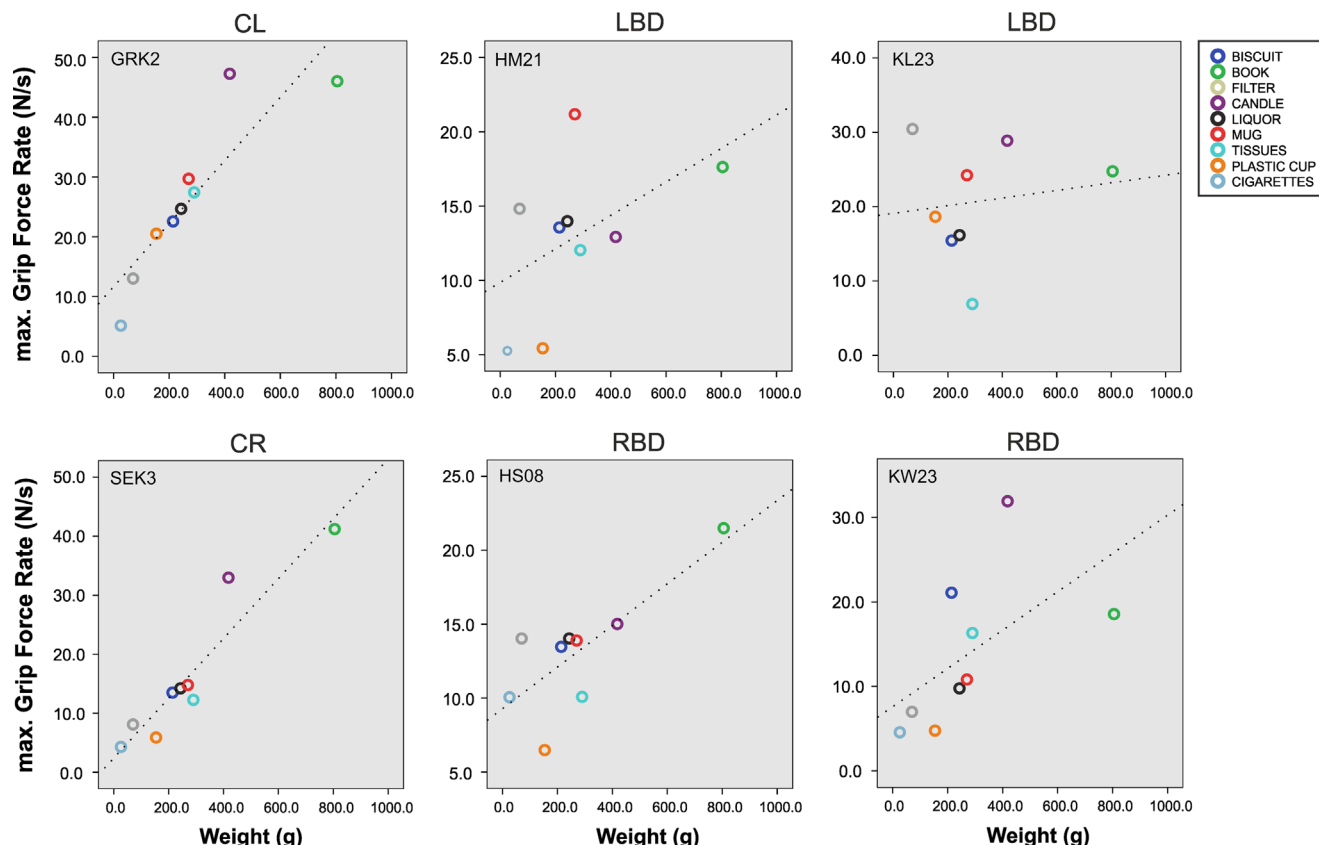 CL
LBD
LBD
GRK2
HM21
KL23
max. Grip Force Rate (N/s)
50.0
40.0
30.0
20.0
10.0
0.0
0.0
200.0
400.0
600.0
800.0
1000.0
25.0
20.0
15.0
10.0
5.0
0.0
200.0
400.0
600.0
800.0
1000.0
40.0
30.0
20.0
10.0
0.0
0.0
200.0
400.0
600.0
800.0
1000.0
BISCUIT
BOOK
FILTER
CANDLE
LIQUOR
MUG
TISSUES
PLASTIC CUP
CIGARETTES
CR
RBD
RBD
SEK3
HS08
KW23
max. Grip Force Rate (N/s)
50.0
40.0
30.0
20.0
10.0
0.0
0.0
200.0
400.0
600.0
800.0
1000.0
Weight (g)
25.0
20.0
15.0
10.0
5.0
0.0
200.0
400.0
600.0
800.0
1000.0
Weight (g)
30.0
20.0
10.0
0.0
0.0
200.0
400.0
600.0
800.0
1000.0
Weight (g)